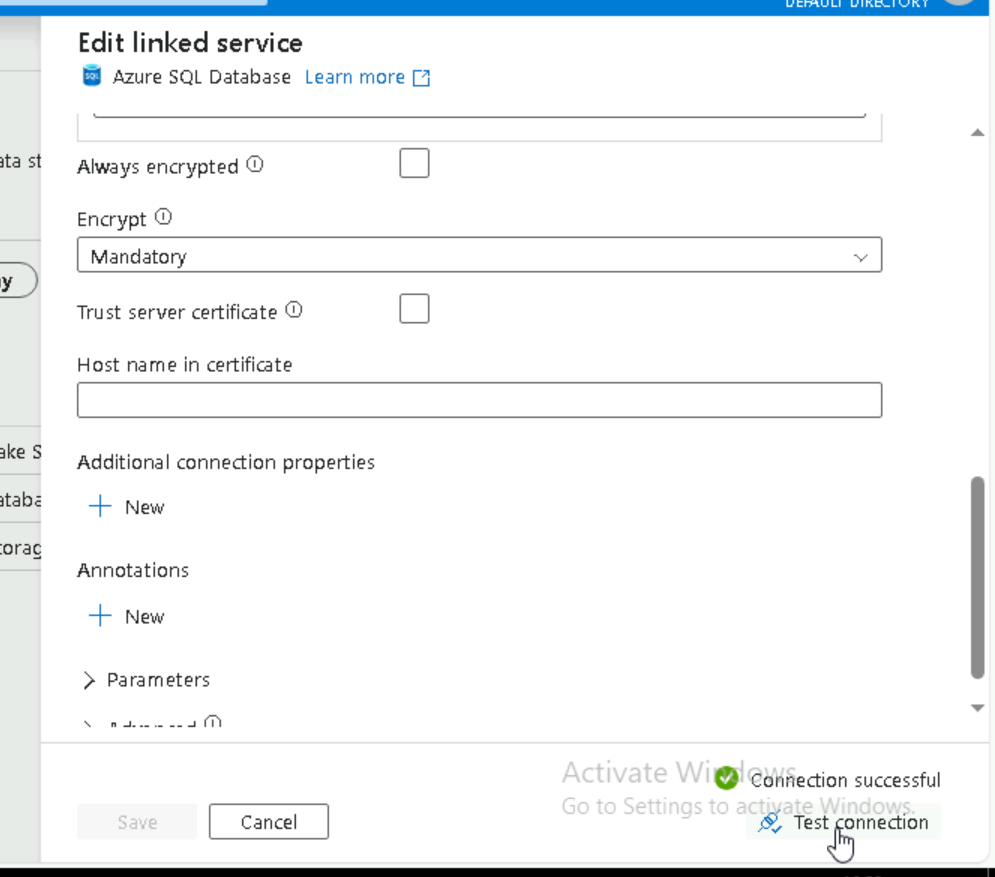 DEFAULT DIRECTORY
Edit linked service
Azure SQL Database Learn more
ata st
Always encrypted
Encrypt
Mandatory
y
Trust server certificate
Host name in certificate
ake S
Additional connection properties
ataba
New
torag
Annotations
New
Parameters
Advanced
Activate Windows
Connection successful
Go to Settings to activate Windows.
Save
Cancel
Test connection